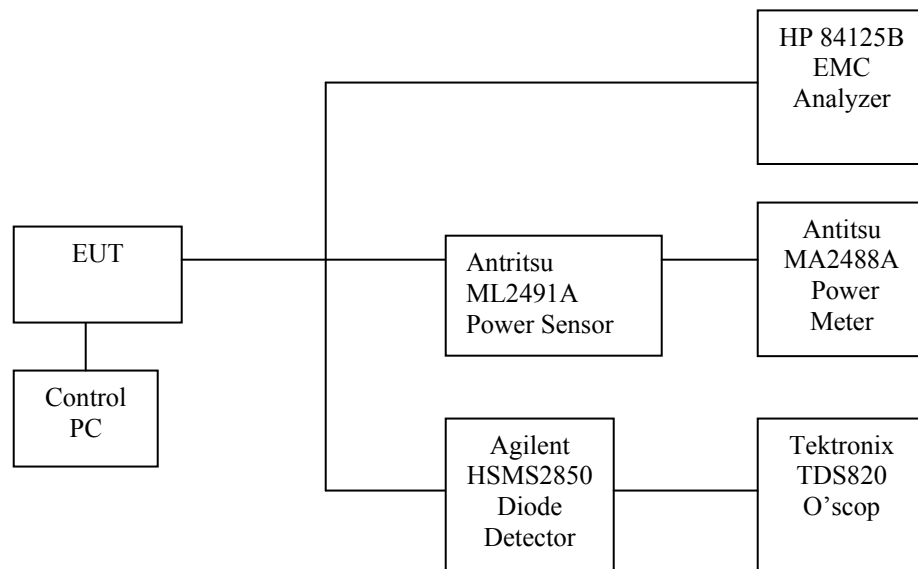 HP 84125B
EMC
Analyzer
EUT
Antritsu
ML2491A
Power Sensor
Antitsu
MA2488A
Power
Meter
Control
PC
Agilent
HSMS2850
Diode
Detector
Tektronix
TDS820
O’scop